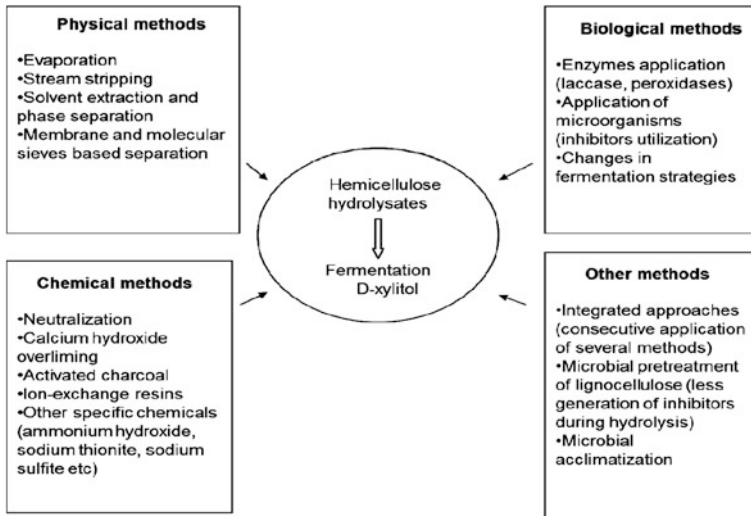 Physical methods
•Evaporation
•Stream stripping
•Solvent extraction and
phase separation
•Membrane and molecular
sieves based separation
Biological methods
•Enzymes application
(laccase, peroxidases)
•Application of
microorganisms
(inhibitors utilization)
•Changes in
fermentation strategies
Hemicellulose
hydrolysates
Fermentation
D-xylitol
Chemical methods
•Neutralization
•Calcium hydroxide
overliming
•Activated charcoal
•Ion-exchange resins
•Other specific chemicals
(ammonium hydroxide,
sodium thionite, sodium
sulfite etc)
Other methods
•Integrated approaches
(consecutive application
of several methods)
•Microbial pretreatment
of lignocellulose (less
generation of inhibitors
during hydrolysis)
•Microbial
acclimatization